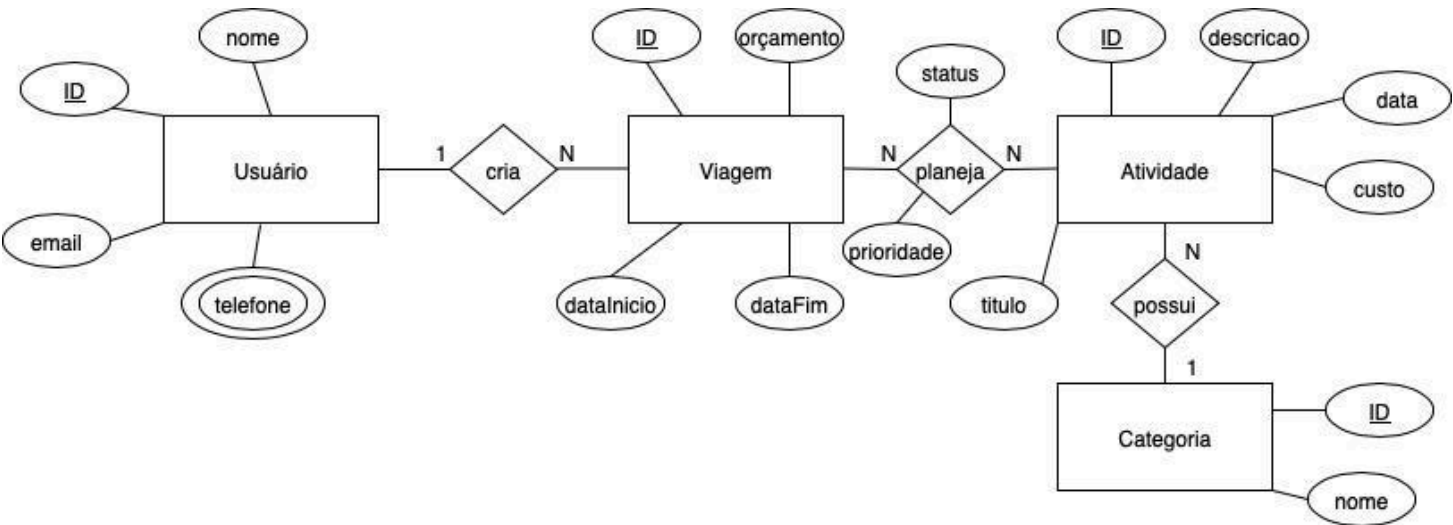 nome
ID
orçamento
ID
descricao
status
ID
data
Usuário
1
cria
N
Viagem
N
planeja
N
Atividade
custo
email
prioridade
N
telefone
dataInicio
dataFim
titulo
possui
1
ID
Categoria
nome